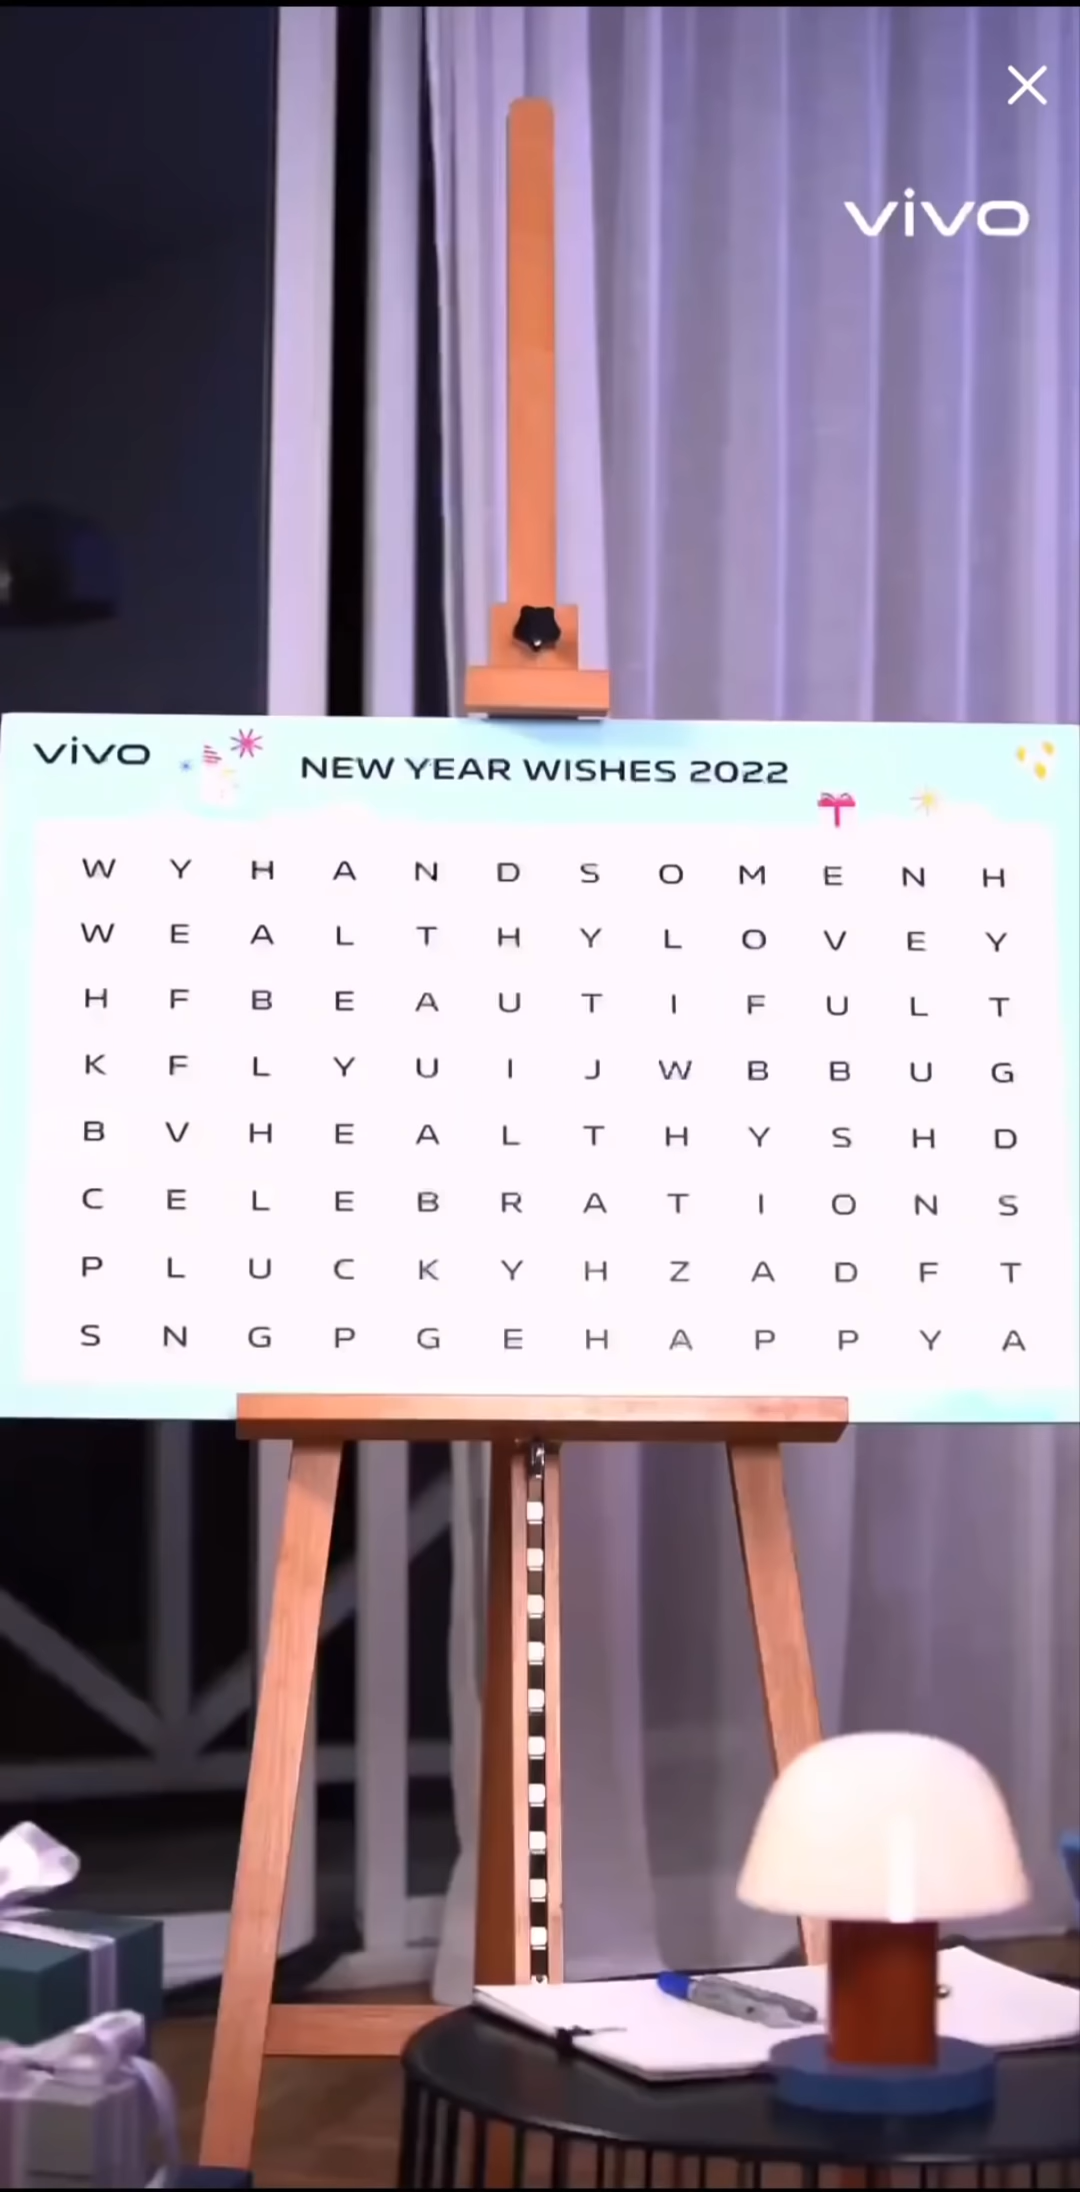 vivo
vivo
NEW YEAR WISHES 2022
W Y H A N D S O M E N H
W E A L T H Y L O V E Y
H F B E A U T I F U L T
K F L Y U I J W B B U G
B V H E A L T H Y S H D
C E L E B R A T I O N S
P L U C K Y H Z A D F T
S N G P G E H A P P Y A